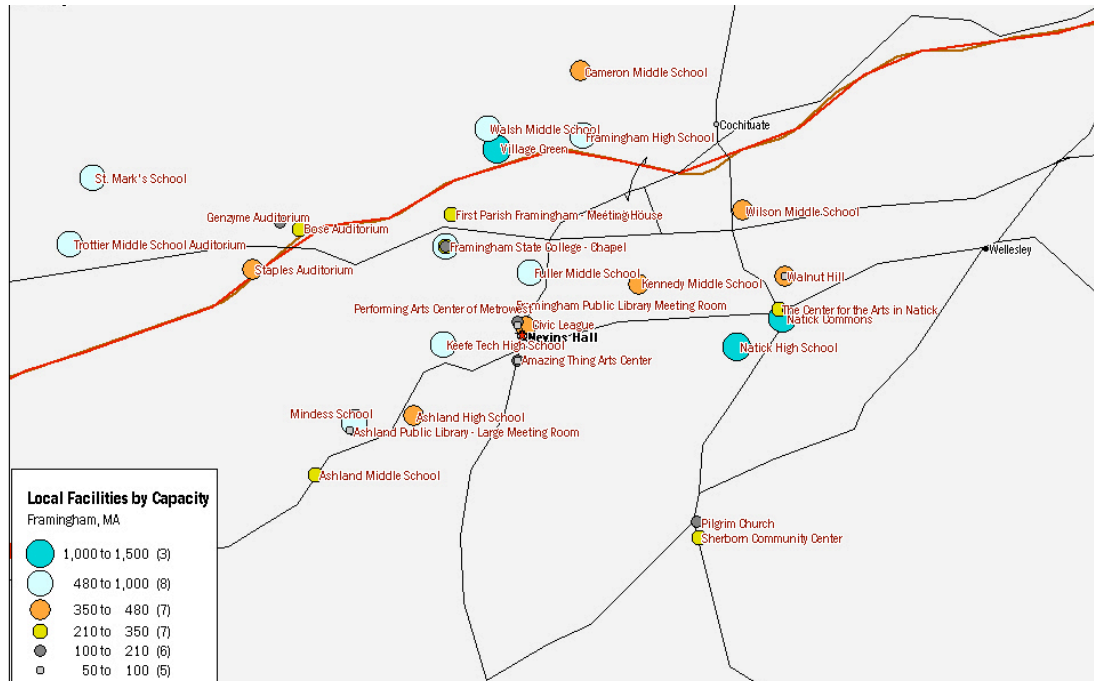 Cameron Middle School
Cochituate
Walsh Middle School
Framingham High School
Village Green
St. Mark's School
Genzyme Auditorium
First Parish Framingham - Meeting House
Wilson Middle School
Bose Auditorium
Trottier Middle School Auditorium
Framingham State College - Chapel
Wellesley
Staples Auditorium
Fuller Middle School
Walnut Hill
Kennedy Middle School
Performing Arts Center of Metrowest
Framingham Public Library Meeting Room
The Center for the Arts in Natick
Natick Commons
Civic League
Nevins Hall
Keefe Tech High School
Natick High School
Amazing Thing Arts Center
Mindess School
Ashland High School
Ashland Public Library - Large Meeting Room
Ashland Middle School
Pilgrim Church
Sherborn Community Center
Local Facilities by Capacity
Framingham, MA
1,000 to 1,500 (3)
480 to 1,000 (8)
350 to 480 (7)
210 to 350 (7)
100 to 210 (6)
50 to 100 (5)